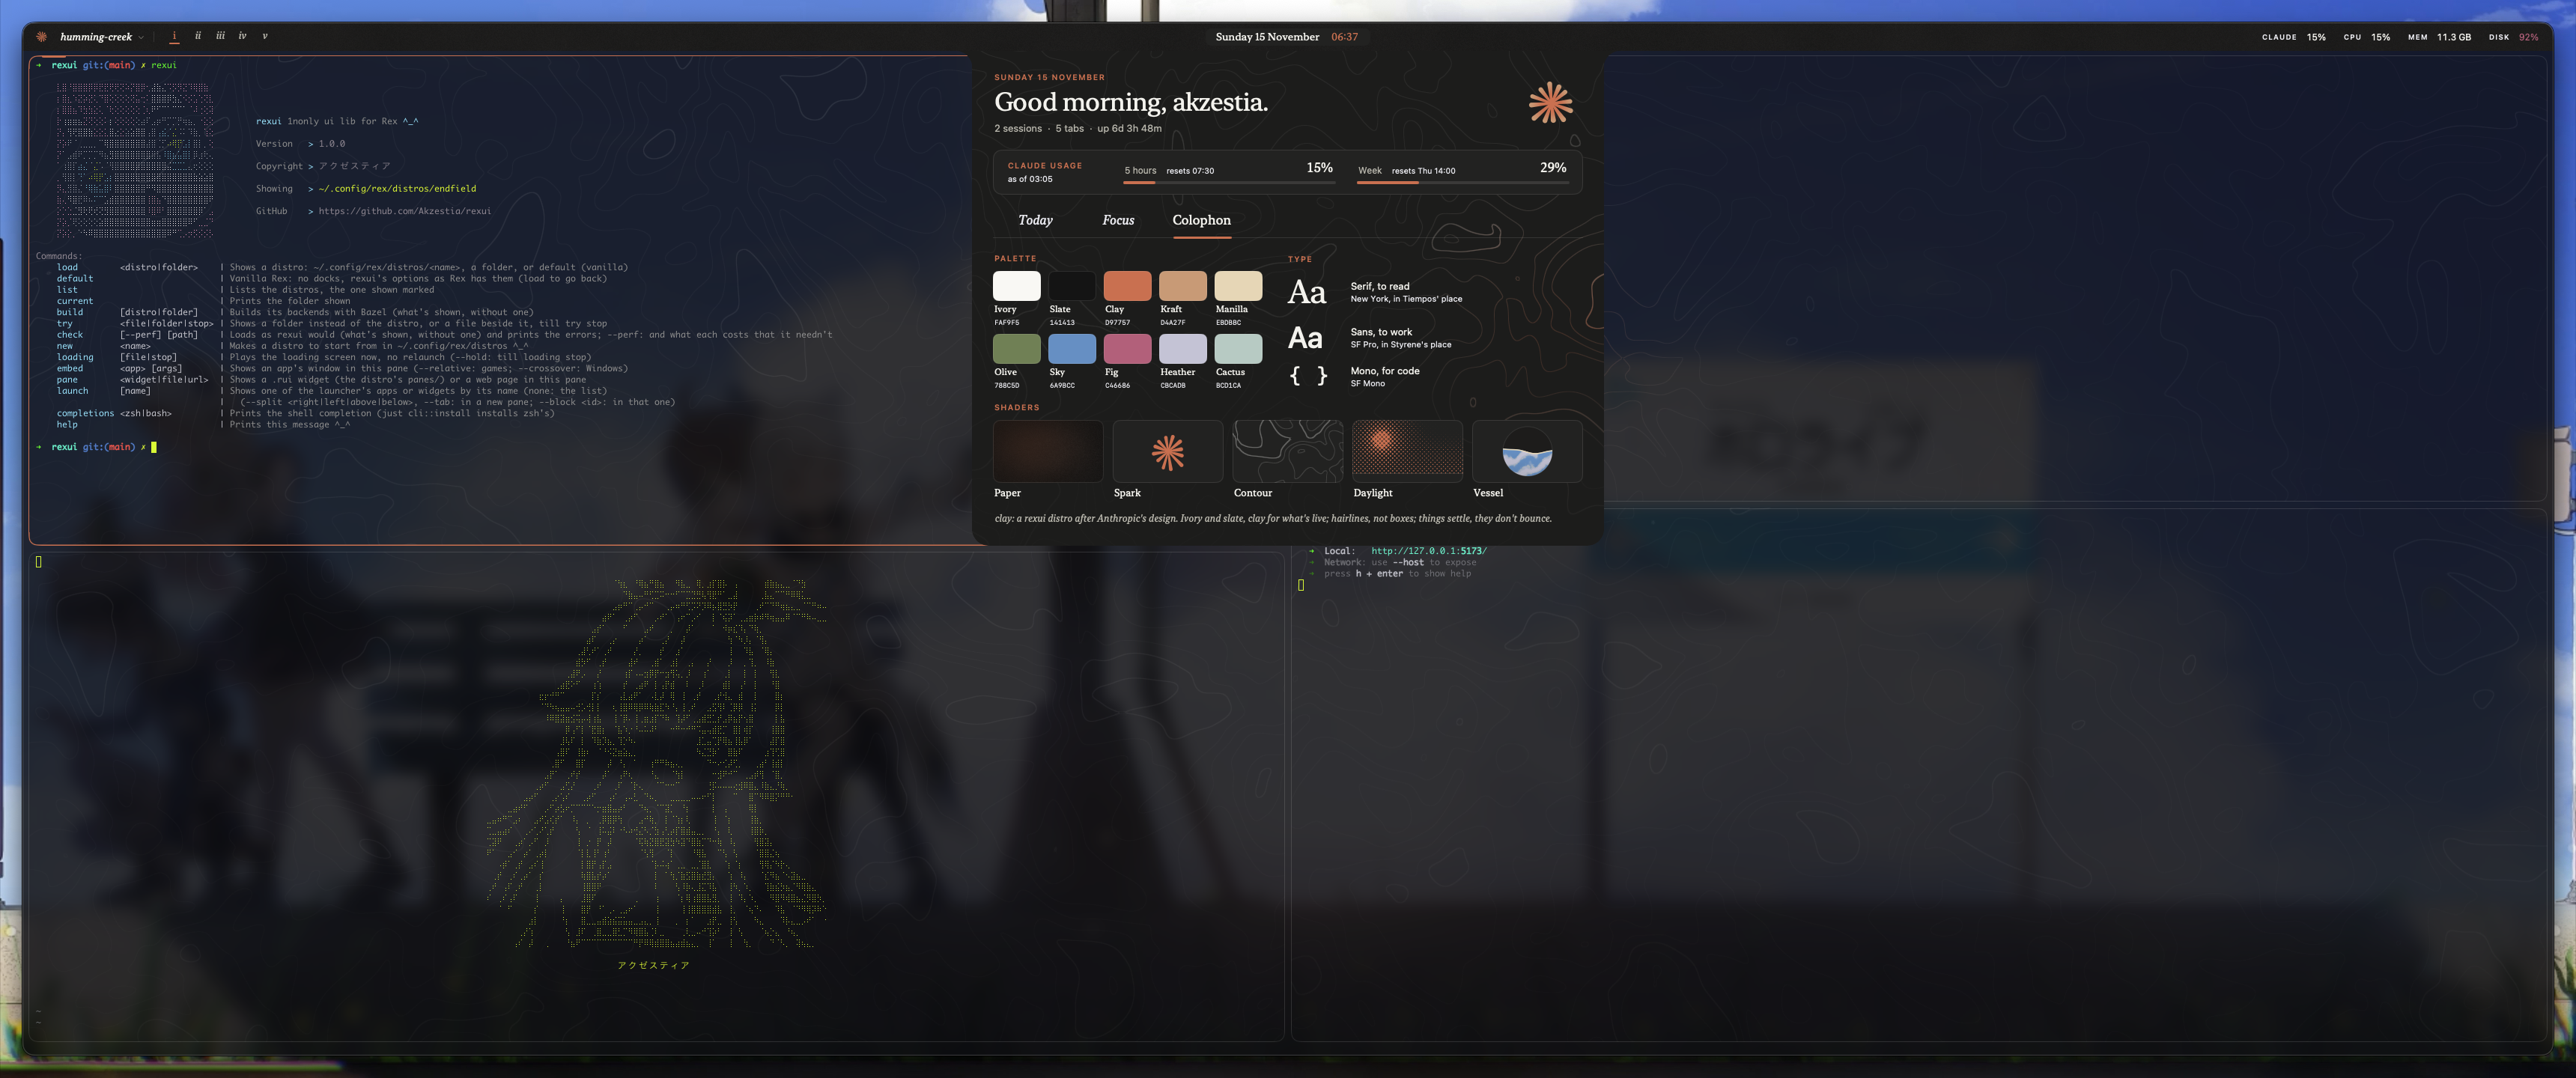 humming-creek i ii iii iv v
Sunday 15 November 06:37
CLAUDE 15% CPU 15% MEM 11.3 GB DISK 92%
→ rexui git:(main) ✗ rexui
rexui 1nonly ui lib for Rex ^_^
Version > 1.0.0
Copyright > アクゼスティア
Showing > ~/.config/rex/distros/endfield
GitHub > https://github.com/Akzestia/rexui
Commands:
load <distro|folder> | Shows a distro: ~/.config/rex/distros/<name>, a folder, or default (vanilla)
default | Vanilla Rex: no docks, rexui's options as Rex has them (load to go back)
list | Lists the distros, the one shown marked
current | Prints the folder shown
build [distro|folder] | Builds its backends with Bazel (what's shown, without one)
try <file|folder|stop> | Shows a folder instead of the distro, or a file beside it, till try stop
check [--perf] [path] | Loads as rexui would (what's shown, without one) and prints the errors; --perf: and what each costs that it needn't
new <name> | Makes a distro to start from in ~/.config/rex/distros ^_^
loading [file|stop] | Plays the loading screen now, no relaunch (--hold: till loading stop)
embed <app> [args] | Shows an app's window in this pane (--relative: games; --crossover: Windows)
pane <widget|file|url> | Shows a .rui widget (the distro's panes/) or a web page in this pane
launch [name] | Shows one of the launcher's apps or widgets by its name (none: the list)
| (--split <right|left|above|below>, --tab: in a new pane; --block <id>: in that one)
completions <zsh|bash> | Prints the shell completion (just cli::install installs zsh's)
help | Prints this message ^_^
→ rexui git:(main) ✗
SUNDAY 15 NOVEMBER
Good morning, akzestia.
2 sessions · 5 tabs · up 6d 3h 48m
CLAUDE USAGE
as of 03:05
5 hours resets 07:30 15%
Week resets Thu 14:00 29%
Today Focus Colophon
PALETTE
Ivory Slate Clay Kraft Manilla
FAF9F5 141413 D97757 D4A27F EBDBBC
Olive Sky Fig Heather Cactus
788C5D 6A9BCC C46686 CBCADB BCD1CA
TYPE
Aa Serif, to read
New York, in Tiempos' place
Aa Sans, to work
SF Pro, in Styrene's place
{ } Mono, for code
SF Mono
SHADERS
Paper Spark Contour Daylight Vessel
clay: a rexui distro after Anthropic's design. Ivory and slate, clay for what's live; hairlines, not boxes; things settle, they don't bounce.
→ Local: http://127.0.0.1:5173/
→ Network: use --host to expose
→ press h + enter to show help
アクゼスティア
~
~